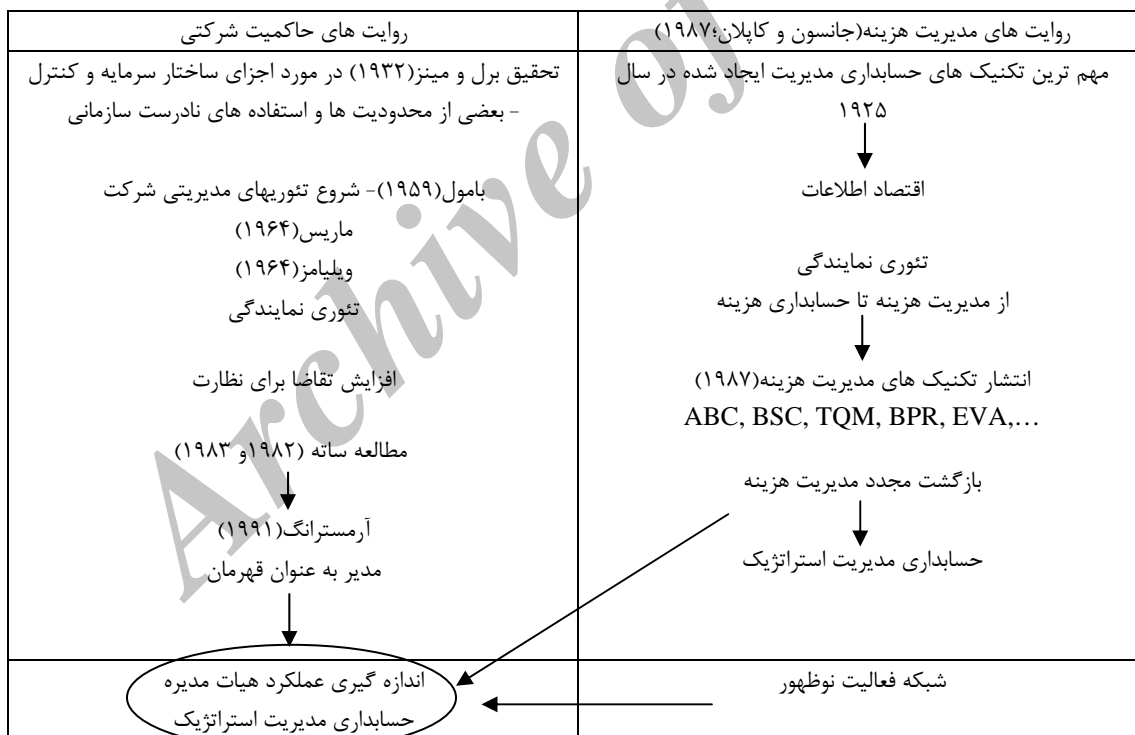 روایت های مدیریت هزینه(جانسون و کاپلان؛۱۹۸۷)
مهم ترین تکنیک های حسابداری مدیریت ایجاد شده در سال
۱۹۲۵
اقتصاد اطلاعات
تئوری نمایندگی
از مدیریت هزینه تا حسابداری هزینه
انتشار تکنیک های مدیریت هزینه(۱۹۸۷)
ABC, BSC, TQM, BPR, EVA,…
بازگشت مجدد مدیریت هزینه
حسابداری مدیریت استراتژیک
شبکه فعالیت نوظهور
روایت های حاکمیت شرکتی
تحقیق برل و مینز(۱۹۳۲) در مورد اجزای ساختار سرمایه و کنترل
- بعضی از محدودیت ها و استفاده های نادرست سازمانی
بامول(۱۹۵۹)- شروع تئوریهای مدیریتی شرکت
ماریس(۱۹۶۴)
ویلیامز(۱۹۶۴)
تئوری نمایندگی
افزایش تقاضا برای نظارت
مطالعه ساته (۱۹۸۲و ۱۹۸۳)
آرمسترانگ(۱۹۹۱)
مدیر به عنوان قهرمان
اندازه گیری عملکرد هیات مدیره
حسابداری مدیریت استراتژیک
Archive of